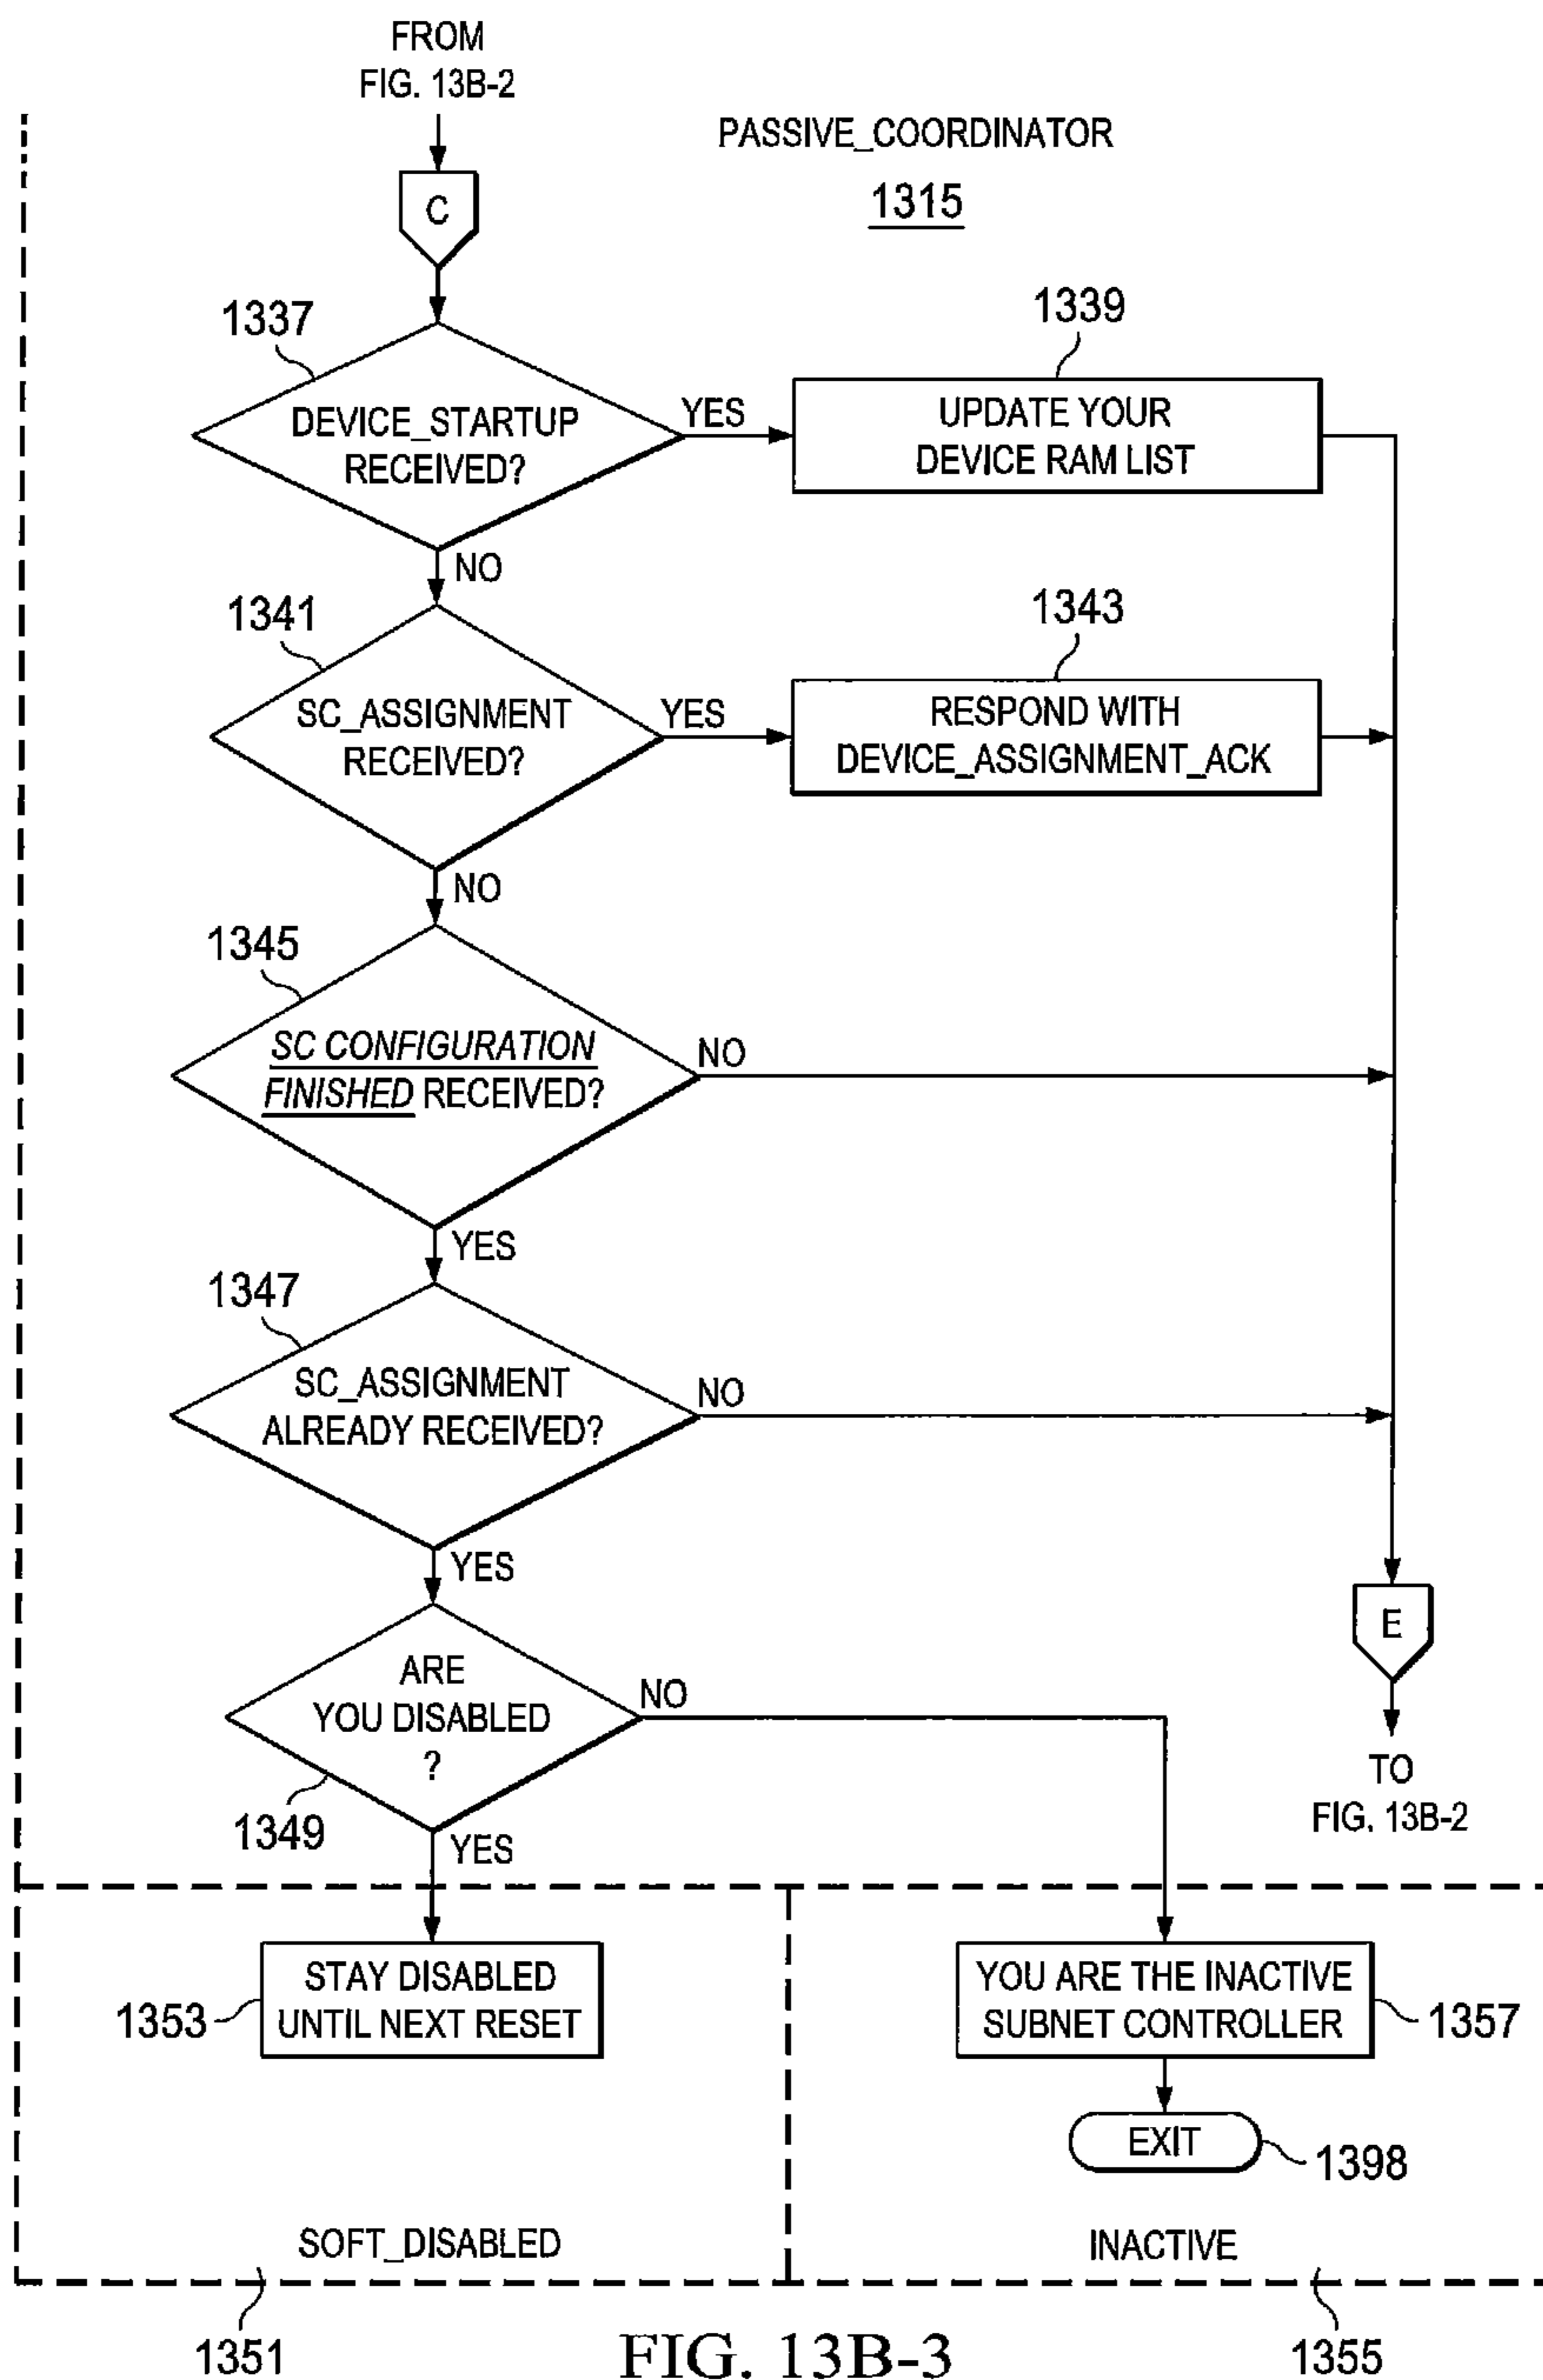 FROM
FIG. 13B-2
PASSIVE_COORDINATOR
1315
C
1337
DEVICE_STARTUP
RECEIVED?
YES
1339
UPDATE YOUR
DEVICE RAM LIST
NO
1341
SC_ASSIGNMENT
RECEIVED?
YES
1343
RESPOND WITH
DEVICE_ASSIGNMENT_ACK
NO
1345
SC CONFIGURATION
FINISHED RECEIVED?
NO
YES
1347
SC_ASSIGNMENT
ALREADY RECEIVED?
NO
YES
ARE
YOU DISABLED
?
NO
1349
YES
E
TO
FIG. 13B-2
STAY DISABLED
UNTIL NEXT RESET
1353
YOU ARE THE INACTIVE
SUBNET CONTROLLER
1357
EXIT
1398
SOFT_DISABLED
INACTIVE
1351
FIG. 13B-3
1355